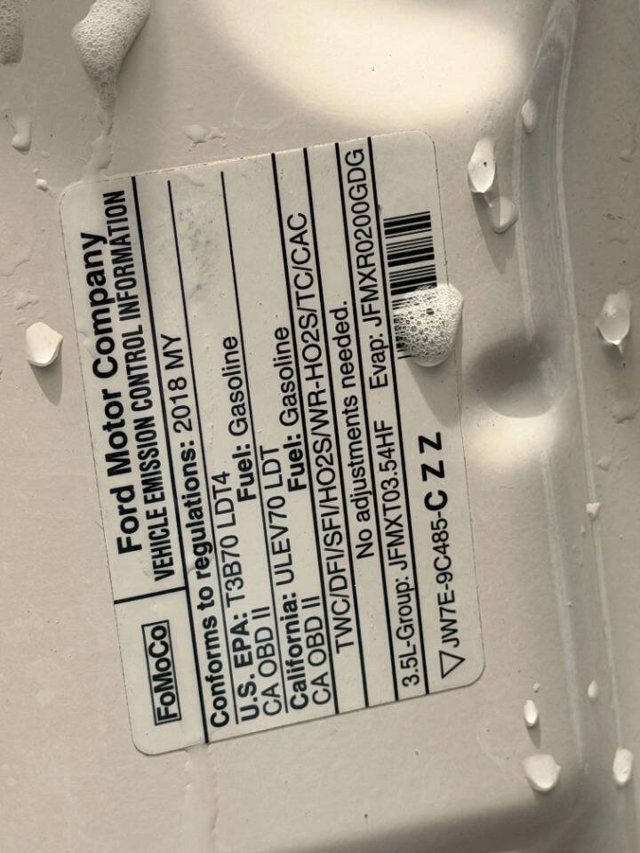 FoMoCo
Ford Motor Company
VEHICLE EMISSION CONTROL INFORMATION
Conforms to regulations: 2018 MY
U.S. EPA: T3B70 LDT4 Fuel: Gasoline
CA OBD II
California: ULEV70 LDT Fuel: Gasoline
CA OBD II
TWC/DFI/SFI/HO2S/WR-HO2S/TC/CAC
No adjustments needed.
3.5L-Group: JFMXT03.54HF Evap: JFMXR0200GDG
▽JW7E-9C485-C Z Z